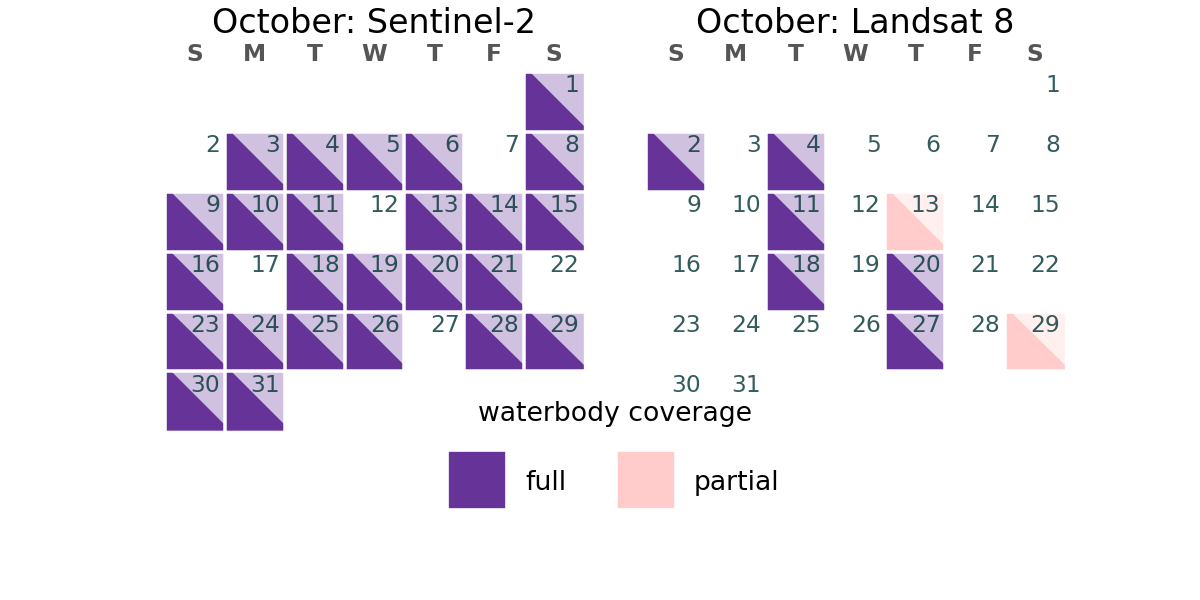 October: Sentinel-2
S M T W T F S
1
2 3 4 5 6 7 8
9 10 11 12 13 14 15
16 17 18 19 20 21 22
23 24 25 26 27 28 29
30 31
October: Landsat 8
S M T W T F S
1
2 3 4 5 6 7 8
9 10 11 12 13 14 15
16 17 18 19 20 21 22
23 24 25 26 27 28 29
30 31
waterbody coverage
full partial